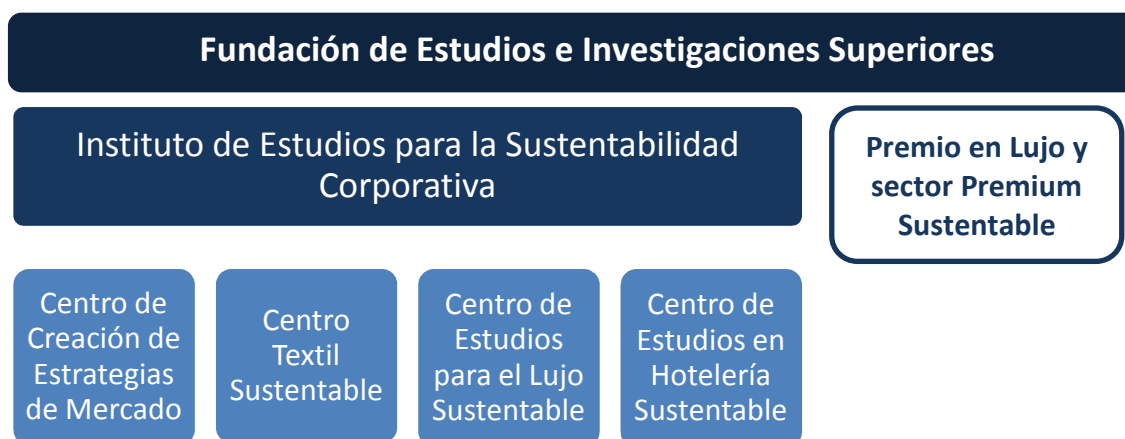 Fundación de Estudios e Investigaciones Superiores
Instituto de Estudios para la Sustentabilidad
Corporativa
Premio en Lujo y
sector Premium
Sustentable
Centro de
Creación de
Estrategias
de Mercado
Centro
Textil
Sustentable
Centro de
Estudios
para el Lujo
Sustentable
Centro de
Estudios en
Hotelería
Sustentable